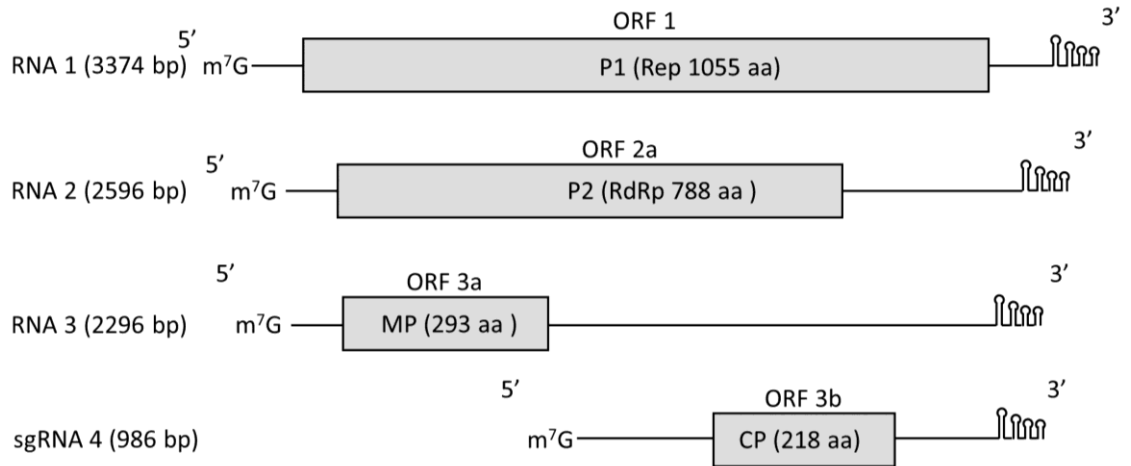 ORF 1
5’ 3’
RNA 1 (3374 bp) m⁷G P1 (Rep 1055 aa)
ORF 2a
5’ 3’
RNA 2 (2596 bp) m⁷G P2 (RdRp 788 aa )
5’ ORF 3a 3’
RNA 3 (2296 bp) m⁷G MP (293 aa )
5’ ORF 3b 3’
sgRNA 4 (986 bp) m⁷G CP (218 aa)